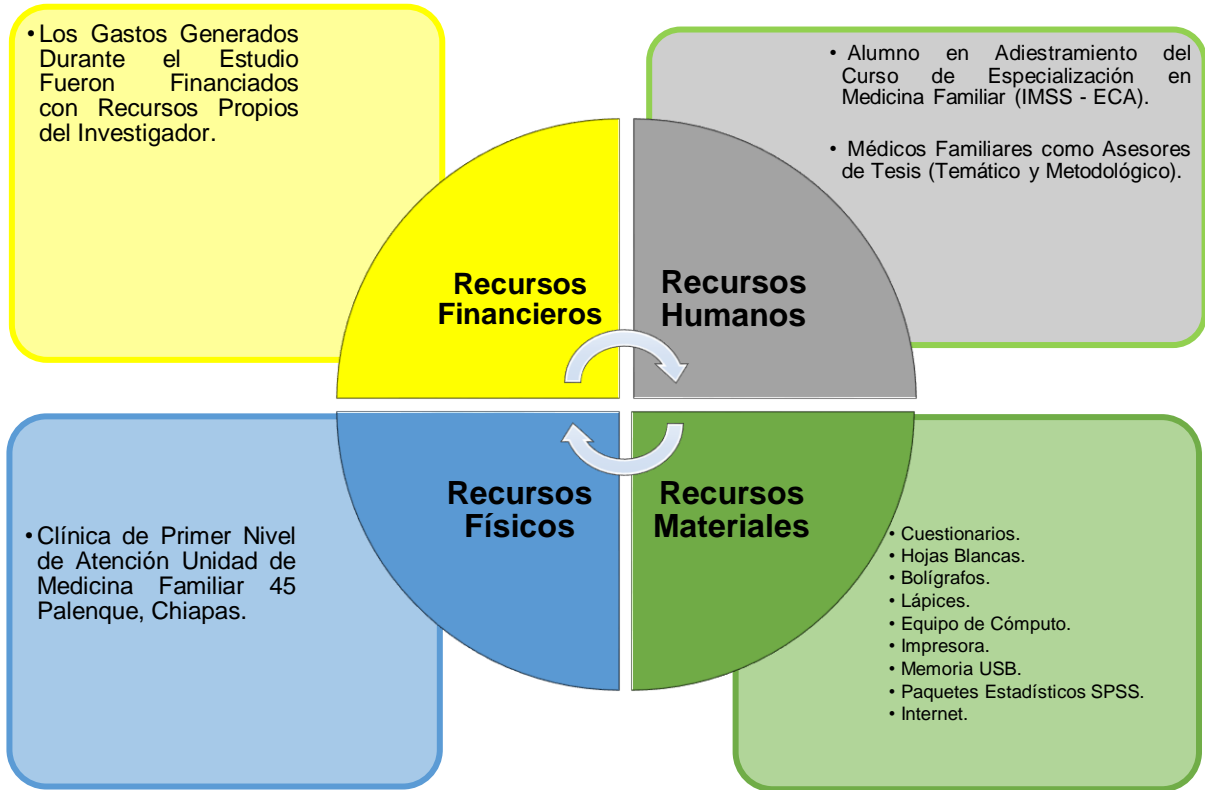 • Los Gastos Generados
Durante el Estudio
Fueron Financiados
con Recursos Propios
del Investigador.
• Alumno en Adiestramiento del
Curso de Especialización en
Medicina Familiar (IMSS - ECA).
• Médicos Familiares como Asesores
de Tesis (Temático y Metodológico).
Recursos
Financieros
Recursos
Humanos
Recursos
Físicos
Recursos
Materiales
• Clínica de Primer Nivel
de Atención Unidad de
Medicina Familiar 45
Palenque, Chiapas.
• Cuestionarios.
• Hojas Blancas.
• Bolígrafos.
• Lápices.
• Equipo de Cómputo.
• Impresora.
• Memoria USB.
• Paquetes Estadísticos SPSS.
• Internet.